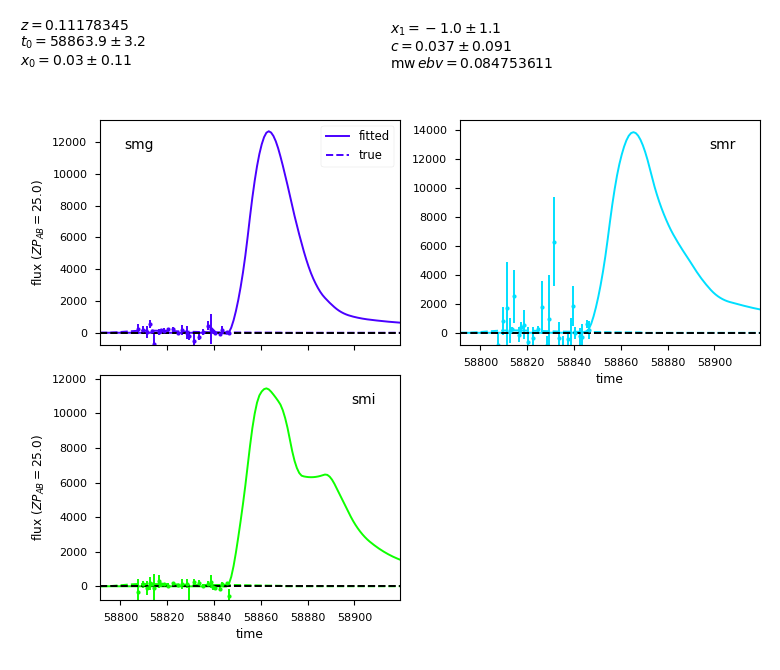 z = 0.11178345
t₀ = 58863.9 ± 3.2
x₀ = 0.03 ± 0.11
x₁ = −1.0 ± 1.1
c = 0.037 ± 0.091
mw ebv = 0.084753611
smg
fitted
true
flux (ZP_AB = 25.0)
12000
10000
8000
6000
4000
2000
0
smr
14000
12000
10000
8000
6000
4000
2000
0
58800 58820 58840 58860 58880 58900
time
smi
flux (ZP_AB = 25.0)
12000
10000
8000
6000
4000
2000
0
58800 58820 58840 58860 58880 58900
time